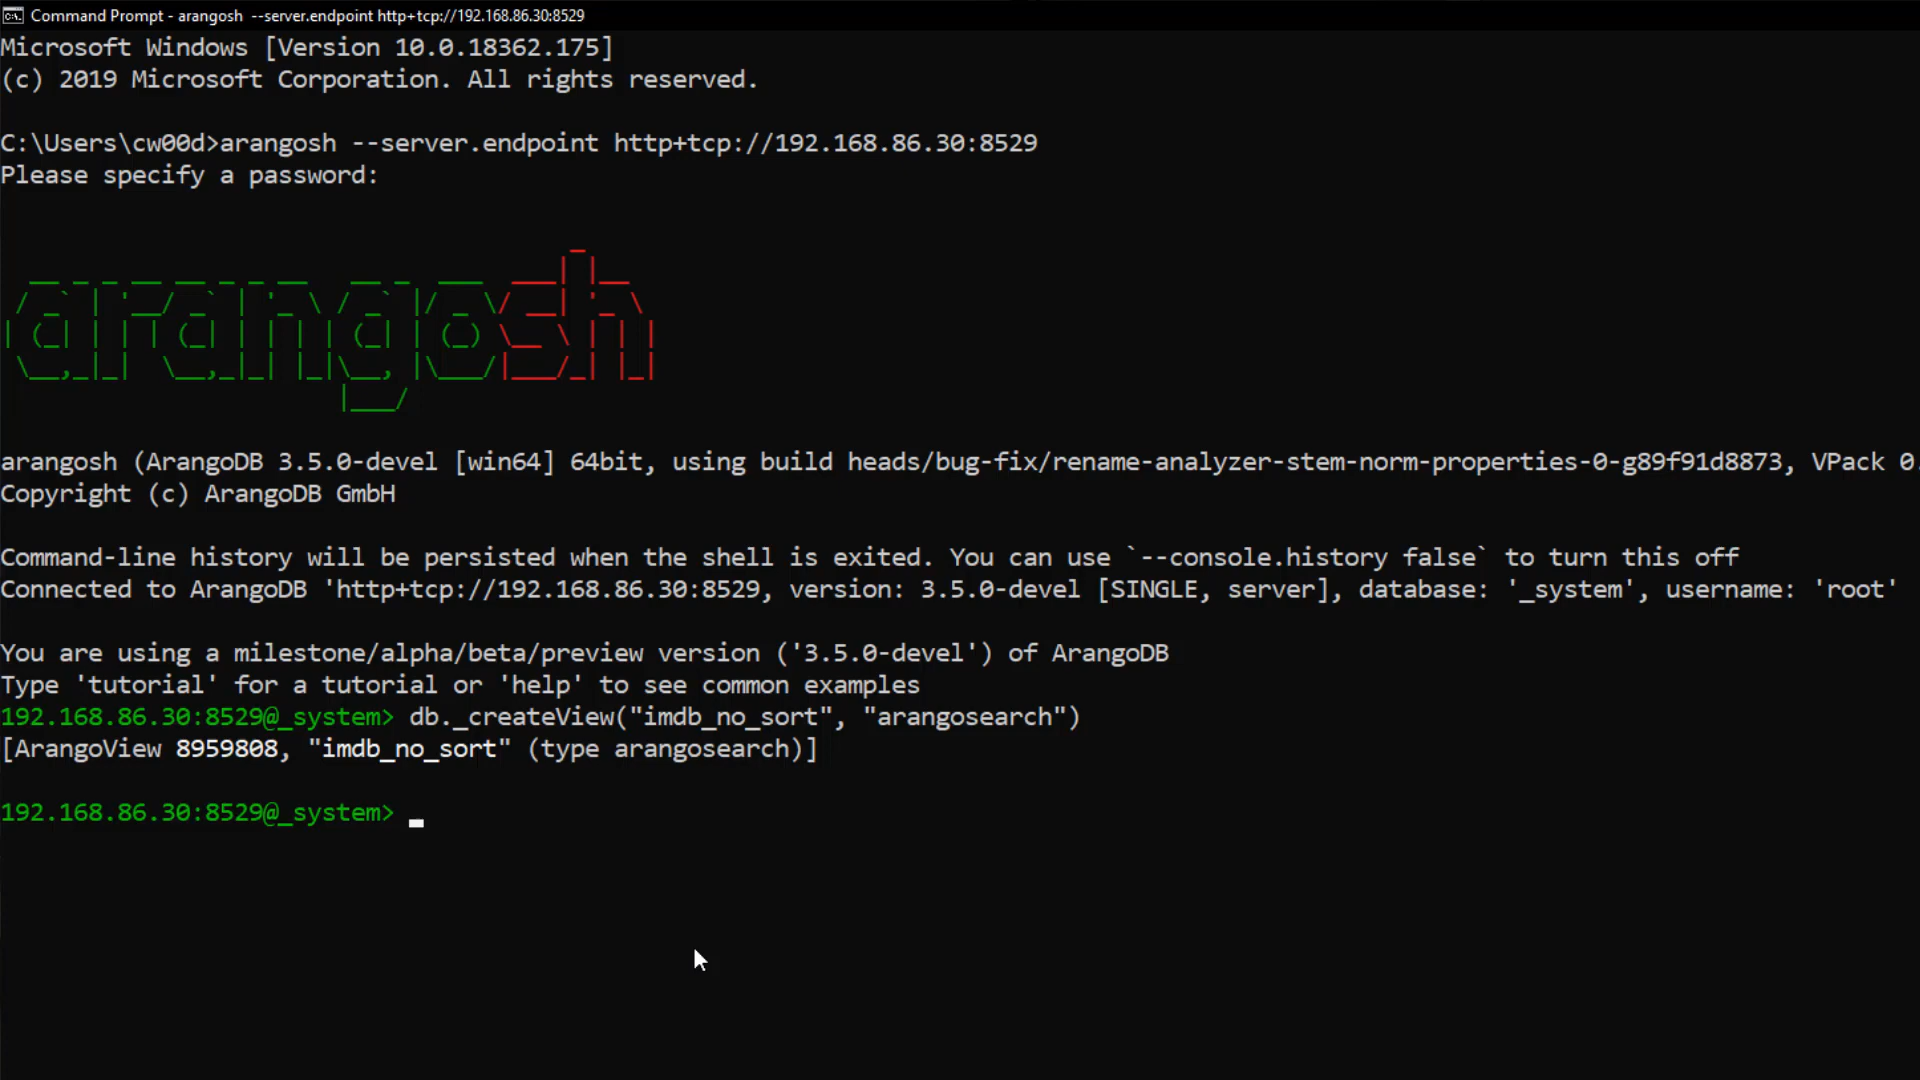 Command Prompt - arangosh  --server.endpoint http+tcp://192.168.86.30:8529
Microsoft Windows [Version 10.0.18362.175]
(c) 2019 Microsoft Corporation. All rights reserved.
C:\Users\cw00d>arangosh --server.endpoint http+tcp://192.168.86.30:8529
Please specify a password:
arangosh
arangosh (ArangoDB 3.5.0-devel [win64] 64bit, using build heads/bug-fix/rename-analyzer-stem-norm-properties-0-g89f91d8873, VPack 0.
Copyright (c) ArangoDB GmbH
Command-line history will be persisted when the shell is exited. You can use `--console.history false` to turn this off
Connected to ArangoDB 'http+tcp://192.168.86.30:8529, version: 3.5.0-devel [SINGLE, server], database: '_system', username: 'root'
You are using a milestone/alpha/beta/preview version ('3.5.0-devel') of ArangoDB
Type 'tutorial' for a tutorial or 'help' to see common examples
192.168.86.30:8529@_system> db._createView("imdb_no_sort", "arangosearch")
[ArangoView 8959808, "imdb_no_sort" (type arangosearch)]
192.168.86.30:8529@_system>